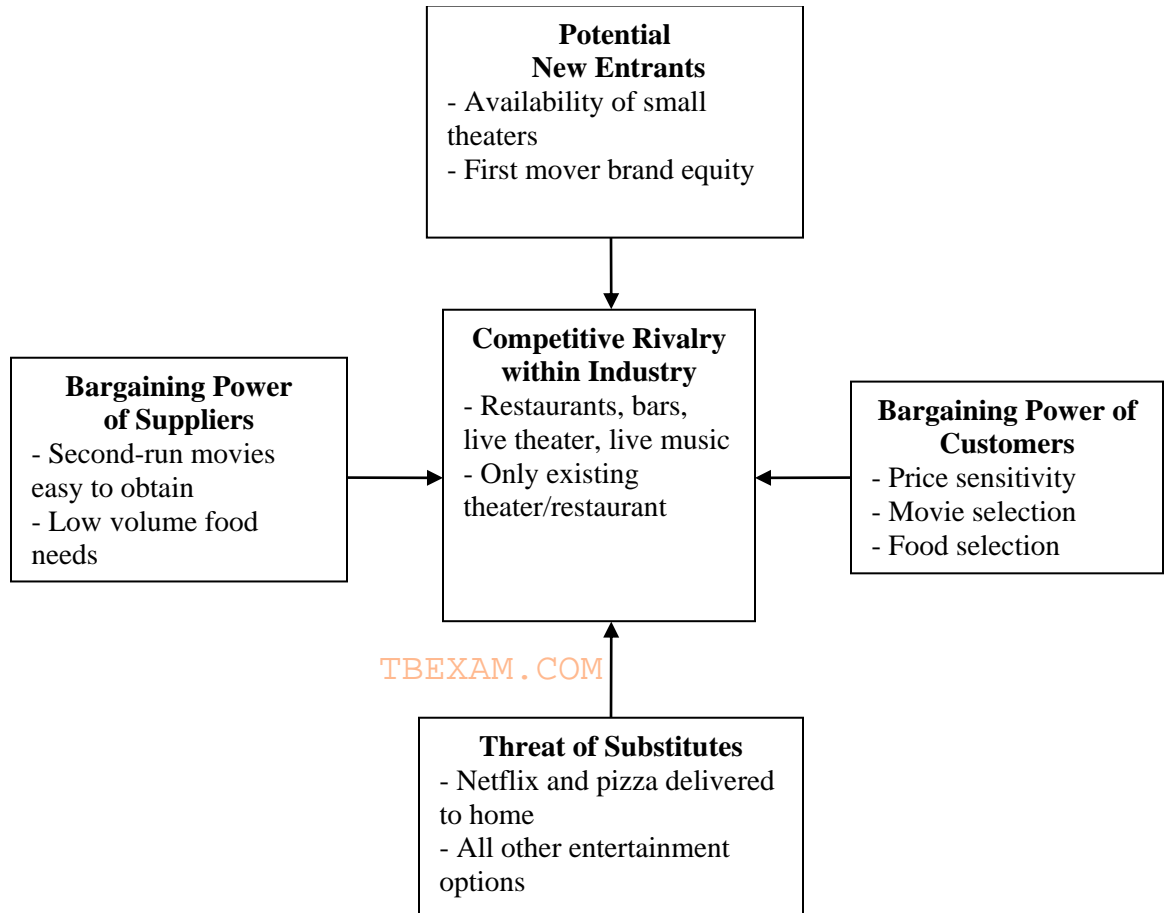 Potential
New Entrants
- Availability of small
theaters
- First mover brand equity
Competitive Rivalry
within Industry
- Restaurants, bars,
live theater, live music
- Only existing
theater/restaurant
Bargaining Power
of Suppliers
- Second-run movies
easy to obtain
- Low volume food
needs
Bargaining Power of
Customers
- Price sensitivity
- Movie selection
- Food selection
TBEXAM.COM
Threat of Substitutes
- Netflix and pizza delivered
to home
- All other entertainment
options